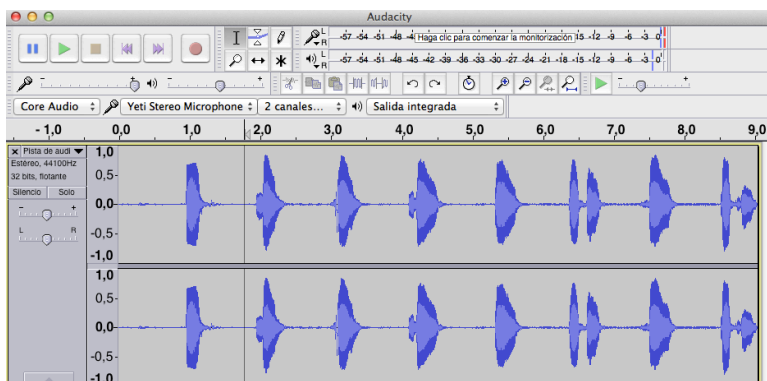 Audacity
L R -57 -54 -51 -48 -4 Haga clic para comenzar la monitorización 15 -12 -9 -6 -3 0
L R -57 -54 -51 -48 -45 -42 -39 -36 -33 -30 -27 -24 -21 -18 -15 -12 -9 -6 -3 0
Core Audio Yeti Stereo Microphone 2 canales... Salida integrada
- 1,0 0,0 1,0 2,0 3,0 4,0 5,0 6,0 7,0 8,0 9,0
x Pista de audi 1,0
Estéreo, 44100Hz
32 bits, flotante 0,5-
Silencio Solo
- + 0,0-
L R -0,5-
-1,0
1,0
0,5-
0,0-
-0,5-
-1,0